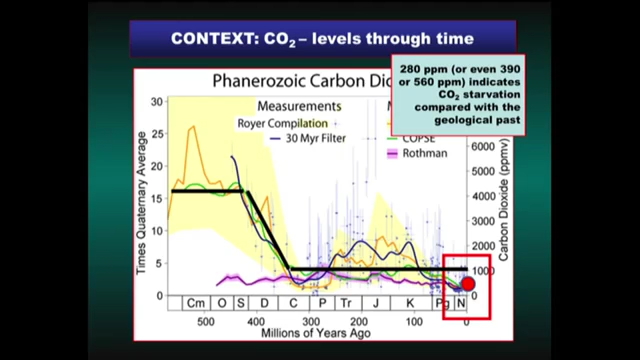 CONTEXT: CO2 – levels through time
280 ppm (or even 390
or 560 ppm) indicates
CO2 starvation
compared with the
geological past
Phanerozoic Carbon Dio
Measurements
M
Royer Compilation
30 Myr Filter
COPSE
Rothman
Times Quaternary Average
30
25
20
15
10
5
0
Carbon Dioxide (ppmv)
6000
5000
4000
3000
2000
1000
0
Cm O S D C P Tr J K Pg N
500 400 300 200 100 0
Millions of Years Ago